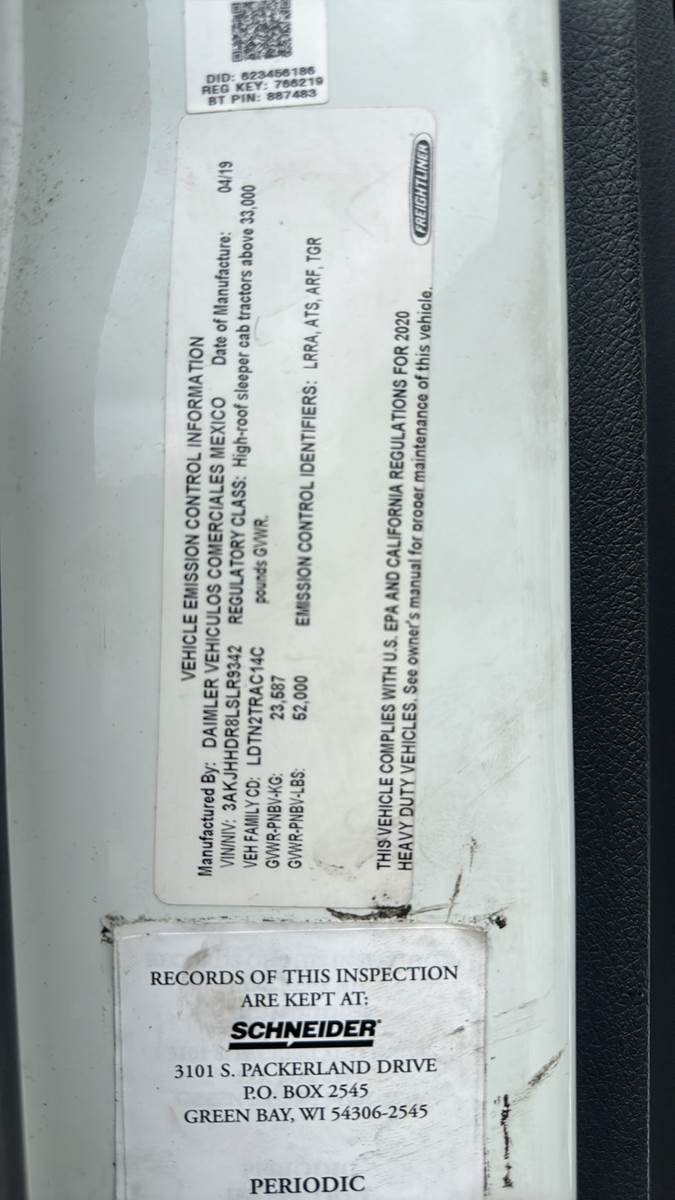 DID: 623456186
REG KEY: 766219
BT PIN: 887483
VEHICLE EMISSION CONTROL INFORMATION
Manufactured By: DAIMLER VEHICULOS COMERCIALES MEXICO Date of Manufacture: 04/19
VIN/NIV: 3AKJHHDR8LSLR9342 REGULATORY CLASS: High-roof sleeper cab tractors above 33,000
VEH FAMILY CD: LDTN2TRAC14C pounds GVWR.
GVWR-PNBV-KG: 23,587
GVWR-PNBV-LBS: 52,000 EMISSION CONTROL IDENTIFIERS: LRRA, ATS, ARF, TGR
THIS VEHICLE COMPLIES WITH U.S. EPA AND CALIFORNIA REGULATIONS FOR 2020
HEAVY DUTY VEHICLES. See owner's manual for proper maintenance of this vehicle.
FREIGHTLINER
RECORDS OF THIS INSPECTION
ARE KEPT AT:
SCHNEIDER
3101 S. PACKERLAND DRIVE
P.O. BOX 2545
GREEN BAY, WI 54306-2545
PERIODIC